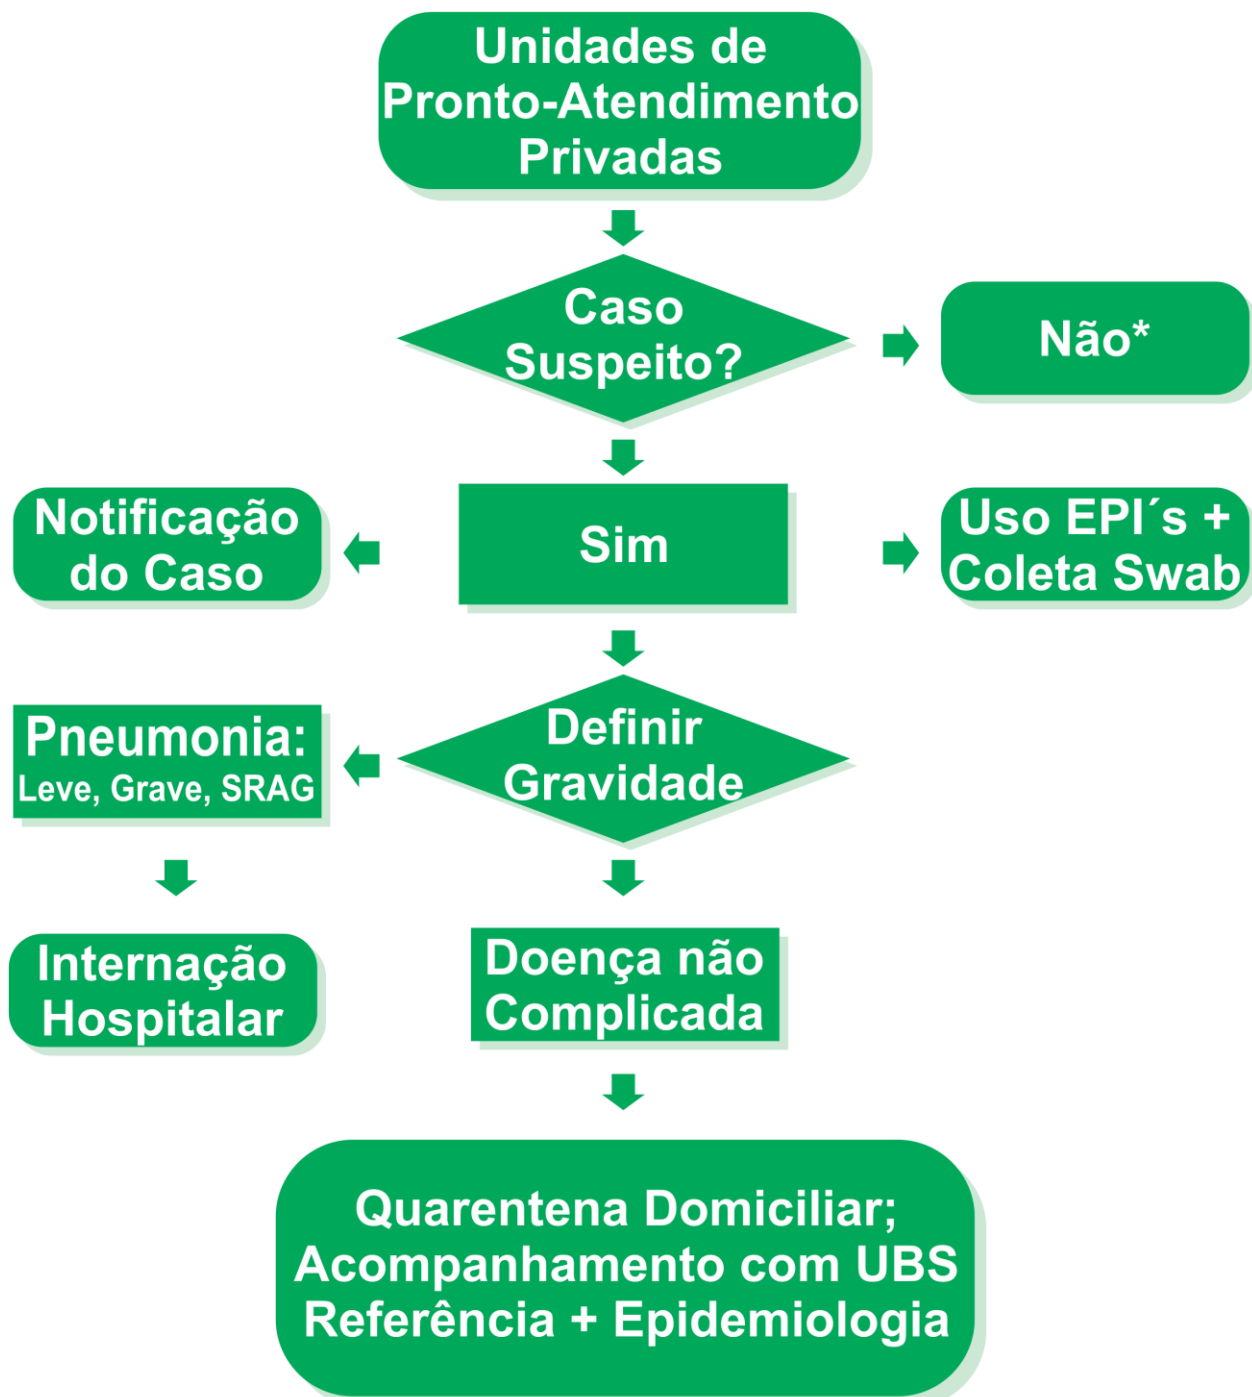 Unidades de
Pronto-Atendimento
Privadas
Caso
Suspeito?
Não*
Notificação
do Caso
Sim
Uso EPI´s +
Coleta Swab
Pneumonia:
Leve, Grave, SRAG
Definir
Gravidade
Internação
Hospitalar
Doença não
Complicada
Quarentena Domiciliar;
Acompanhamento com UBS
Referência + Epidemiologia